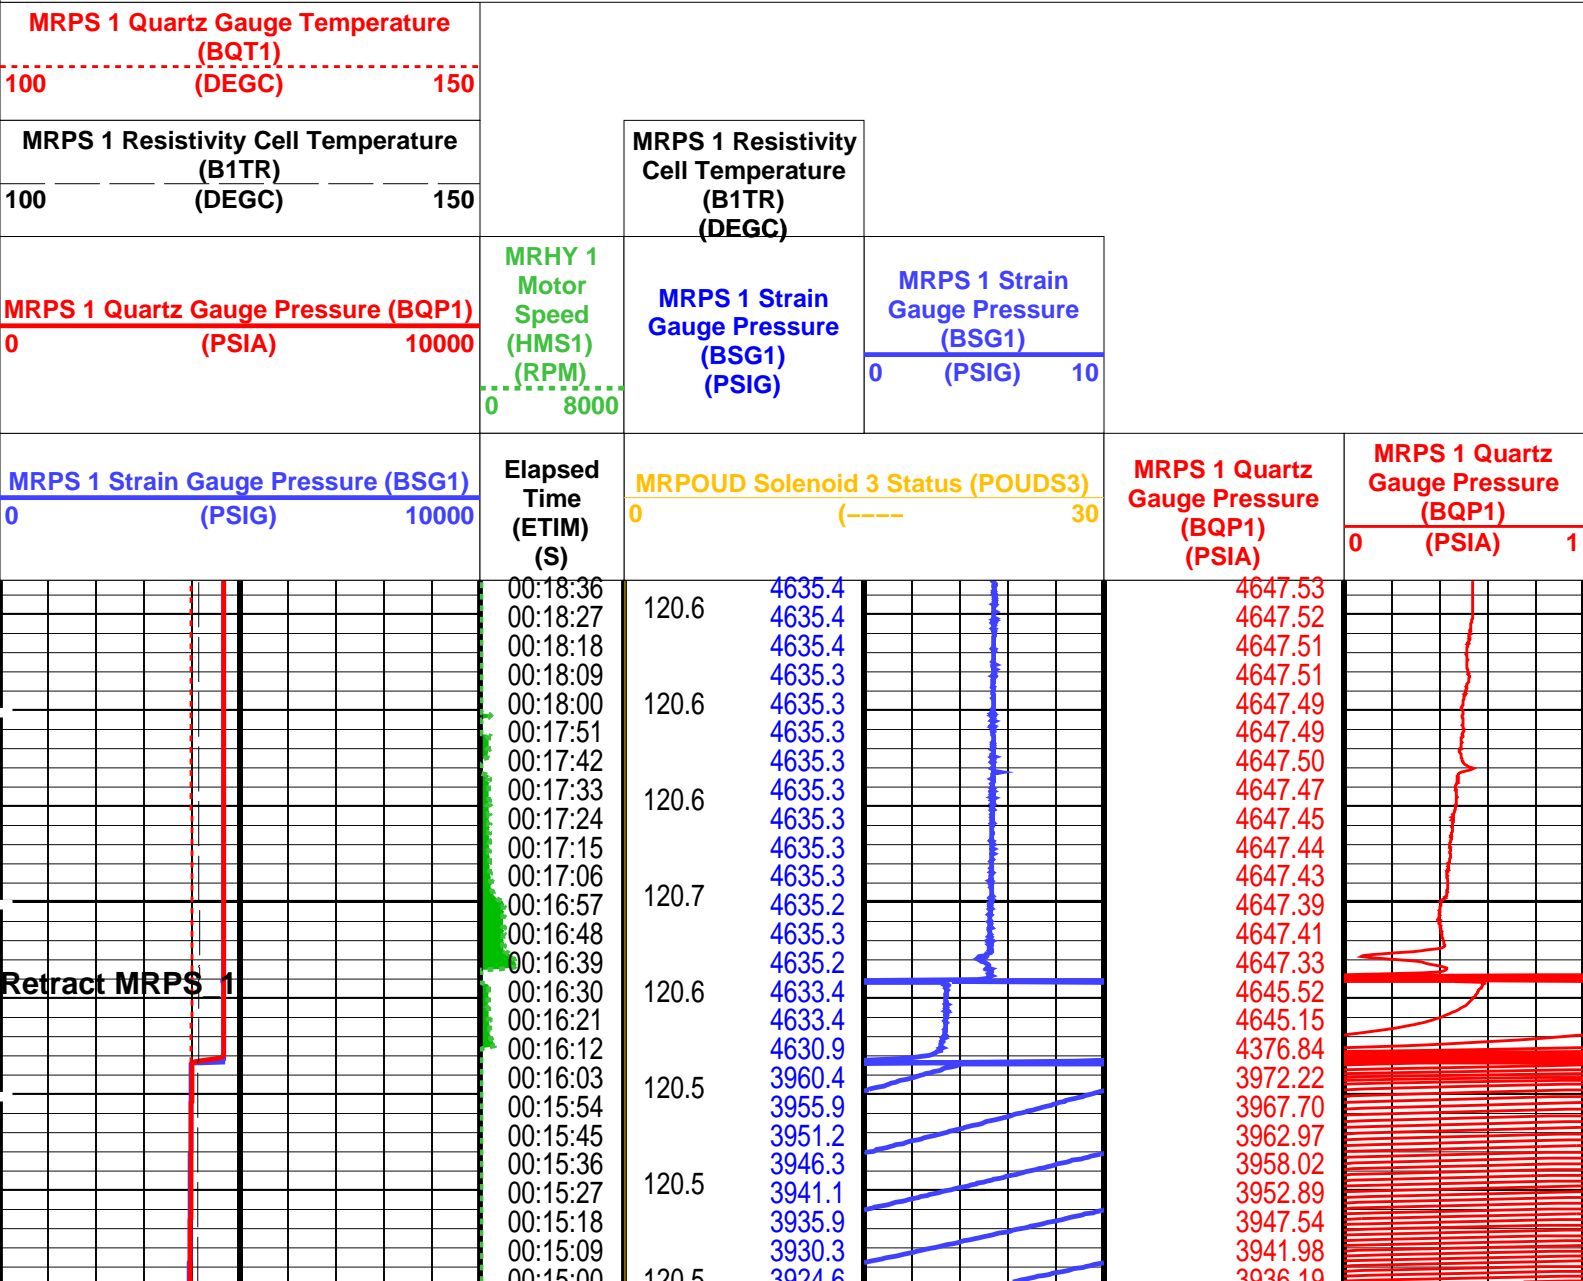 MRPS 1 Quartz Gauge Temperature
(BQT1)
100 (DEGC) 150
MRPS 1 Resistivity Cell Temperature
(B1TR)
100 (DEGC) 150
MRPS 1 Resistivity
Cell Temperature
(B1TR)
(DEGC)
MRPS 1 Quartz Gauge Pressure (BQP1)
0 (PSIA) 10000
MRHY 1
Motor
Speed
(HMS1)
(RPM)
0 8000
MRPS 1 Strain
Gauge Pressure
(BSG1)
(PSIG)
MRPS 1 Strain
Gauge Pressure
(BSG1)
0 (PSIG) 10
MRPS 1 Strain Gauge Pressure (BSG1)
0 (PSIG) 10000
Elapsed
Time
(ETIM)
(S)
MRPOUD Solenoid 3 Status (POUDS3)
0 (---- 30
MRPS 1 Quartz
Gauge Pressure
(BQP1)
(PSIA)
MRPS 1 Quartz
Gauge Pressure
(BQP1)
0 (PSIA) 1
00:18:36 4635.4 4647.53
120.6
00:18:27 4635.4 4647.52
00:18:18 4635.4 4647.51
00:18:09 4635.3 4647.51
00:18:00 120.6 4635.3 4647.49
00:17:51 4635.3 4647.49
00:17:42 4635.3 4647.50
00:17:33 4635.3 4647.47
120.6
00:17:24 4635.3 4647.45
00:17:15 4635.3 4647.44
00:17:06 4635.3 4647.43
120.7
00:16:57 4635.2 4647.39
00:16:48 4635.3 4647.41
00:16:39 4635.2 4647.33
Retract MRPS_1
00:16:30 120.6 4633.4 4645.52
00:16:21 4633.4 4645.15
00:16:12 4630.9 4376.84
00:16:03 3960.4 3972.22
120.5
00:15:54 3955.9 3967.70
00:15:45 3951.2 3962.97
00:15:36 3946.3 3958.02
00:15:27 120.5 3941.1 3952.89
00:15:18 3935.9 3947.54
00:15:09 3930.3 3941.98
00:15:00 120.5 3924.6 3936.19